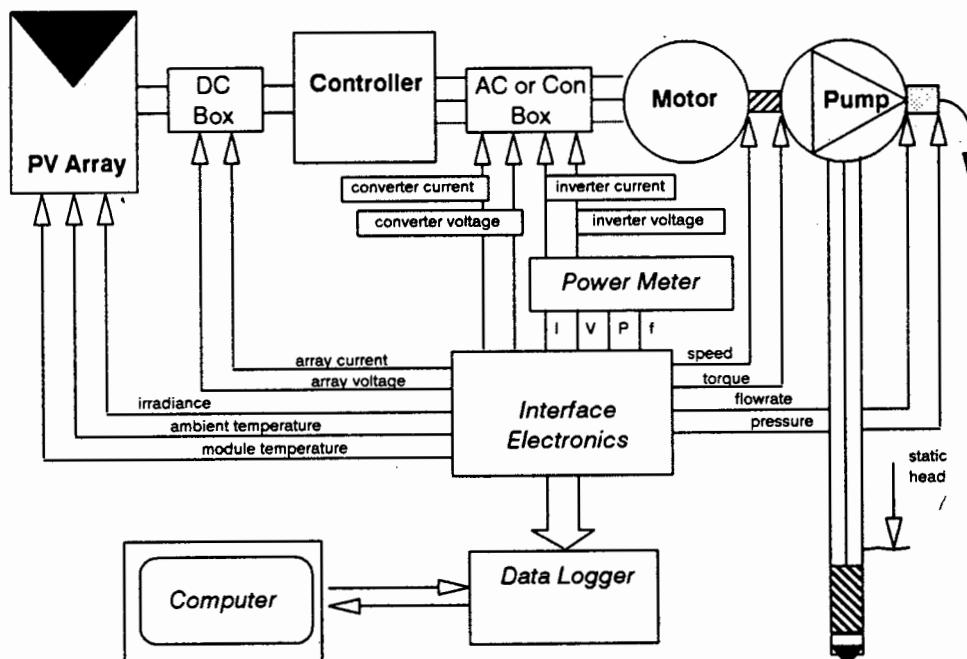 PV Array
DC
Box
Controller
AC or Con
Box
Motor
Pump
converter current
converter voltage
inverter current
inverter voltage
Power Meter
I V P f
array current
array voltage
irradiance
ambient temperature
module temperature
speed
torque
flowrate
pressure
Interface
Electronics
static
head
Computer
Data Logger